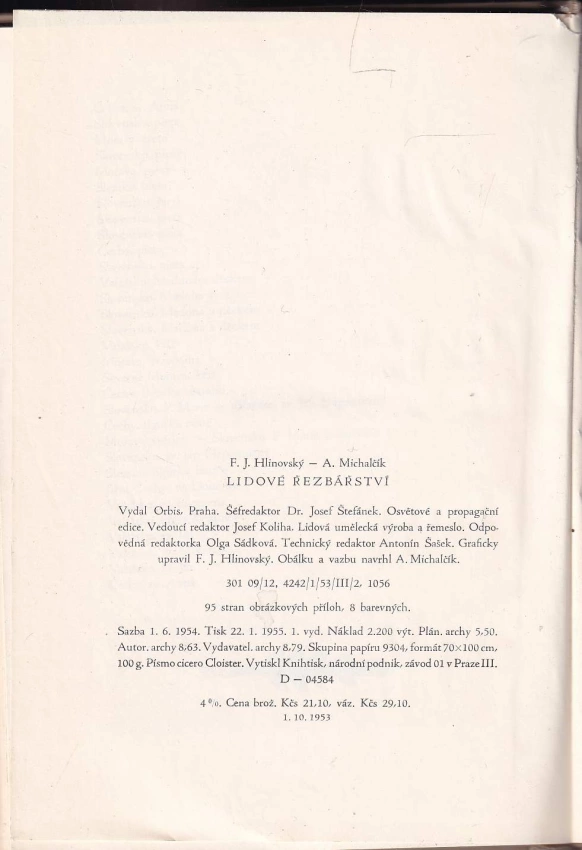 F. J. Hlinovský — A. Michalčík
LIDOVÉ ŘEZBÁŘSTVÍ
Vydal Orbis, Praha. Šéfredaktor Dr. Josef Štefánek. Osvětové a propagační
edice. Vedoucí redaktor Josef Koliha. Lidová umělecká výroba a řemeslo. Odpo-
vědná redaktorka Olga Sádková. Technický redaktor Antonín Šašek. Graficky
upravil F. J. Hlinovský. Obálku a vazbu navrhl A. Michalčík.
301 09/12, 4242/1/53/III/2, 1056
95 stran obrázkových příloh, 8 barevných.
Sazba 1. 6. 1954. Tisk 22. 1. 1955. 1. vyd. Náklad 2.200 výt. Plán. archy 5,50.
Autor. archy 8,63. Vydavatel. archy 8,79. Skupina papíru 9304, formát 70×100 cm,
100 g. Písmo cicero Cloister. Vytiskl Knihtisk, národní podnik, závod 01 v Praze III.
D — 04584
4 %. Cena brož. Kčs 21,10, váz. Kčs 29,10.
1. 10. 1953